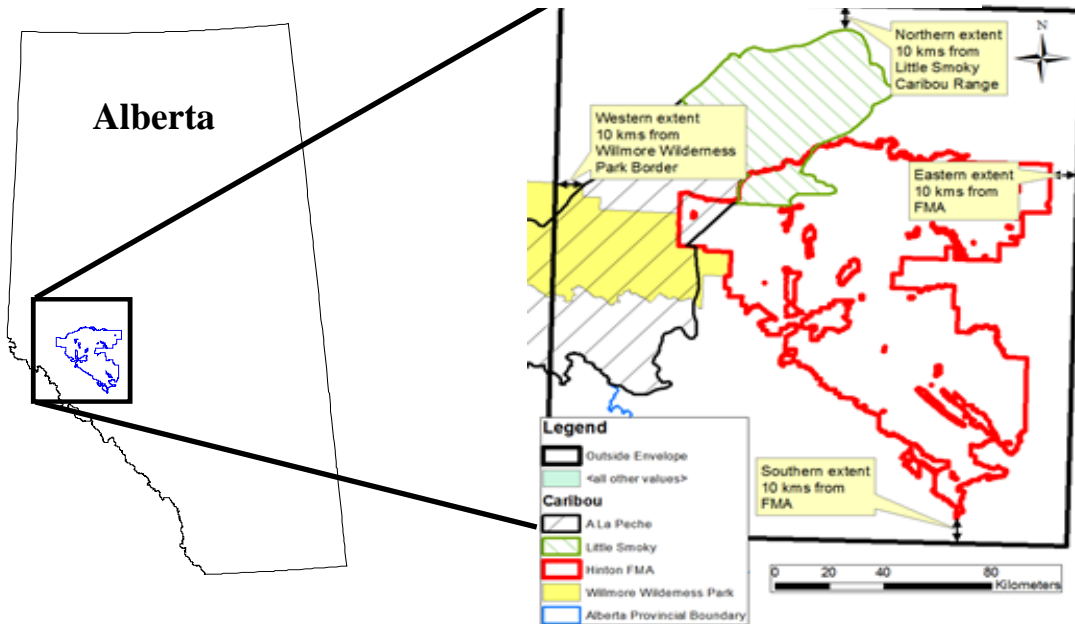 Alberta
N
Northern extent
10 kms from
Little Smoky
Caribou Range
Western extent
10 kms from
Willmore Wilderness
Park Border
Eastern extent
10 kms from
FMA
Southern extent
10 kms from
FMA
Legend
Outside Envelope
<all other values>
Caribou
A La Peche
Little Smoky
Hinton FMA
Willmore Wilderness Park
Alberta Provincial Boundary
0 20 40 80
Kilometers